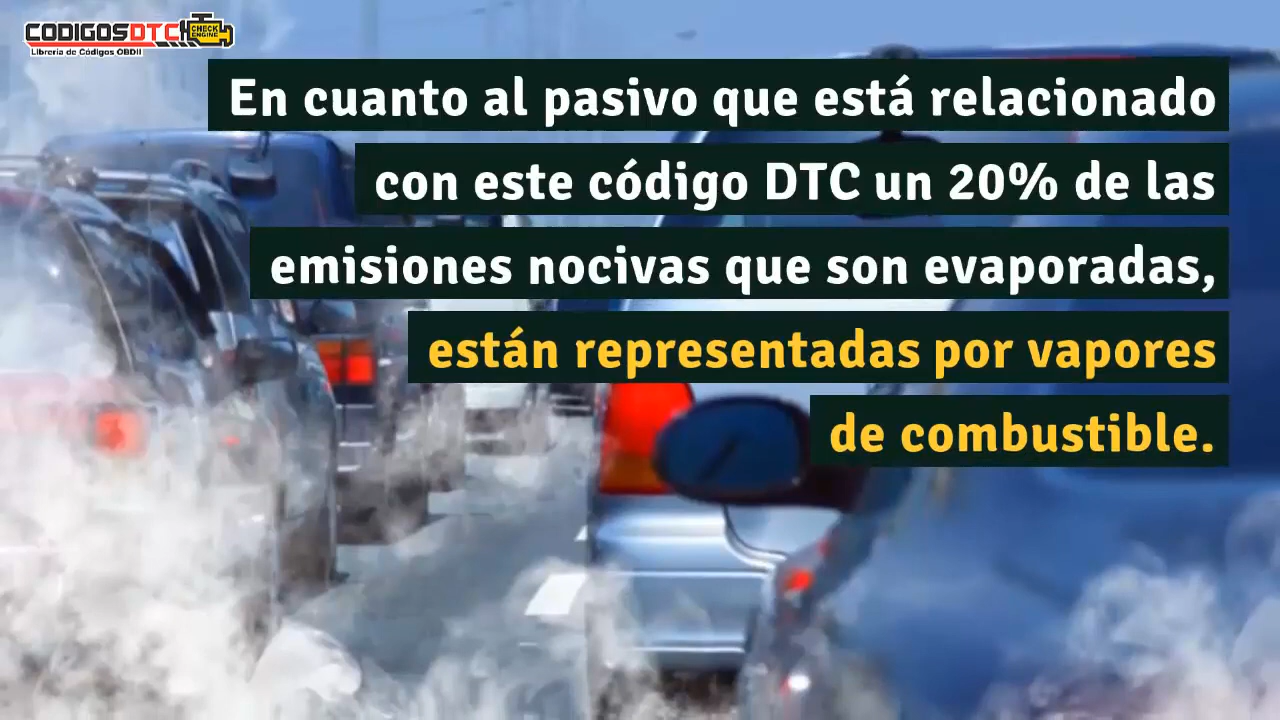 CODIGOSDTC
CHECK
ENGINE
Librería de Códigos OBDII
En cuanto al pasivo que está relacionado
con este código DTC un 20% de las
emisiones nocivas que son evaporadas,
están representadas por vapores
de combustible.